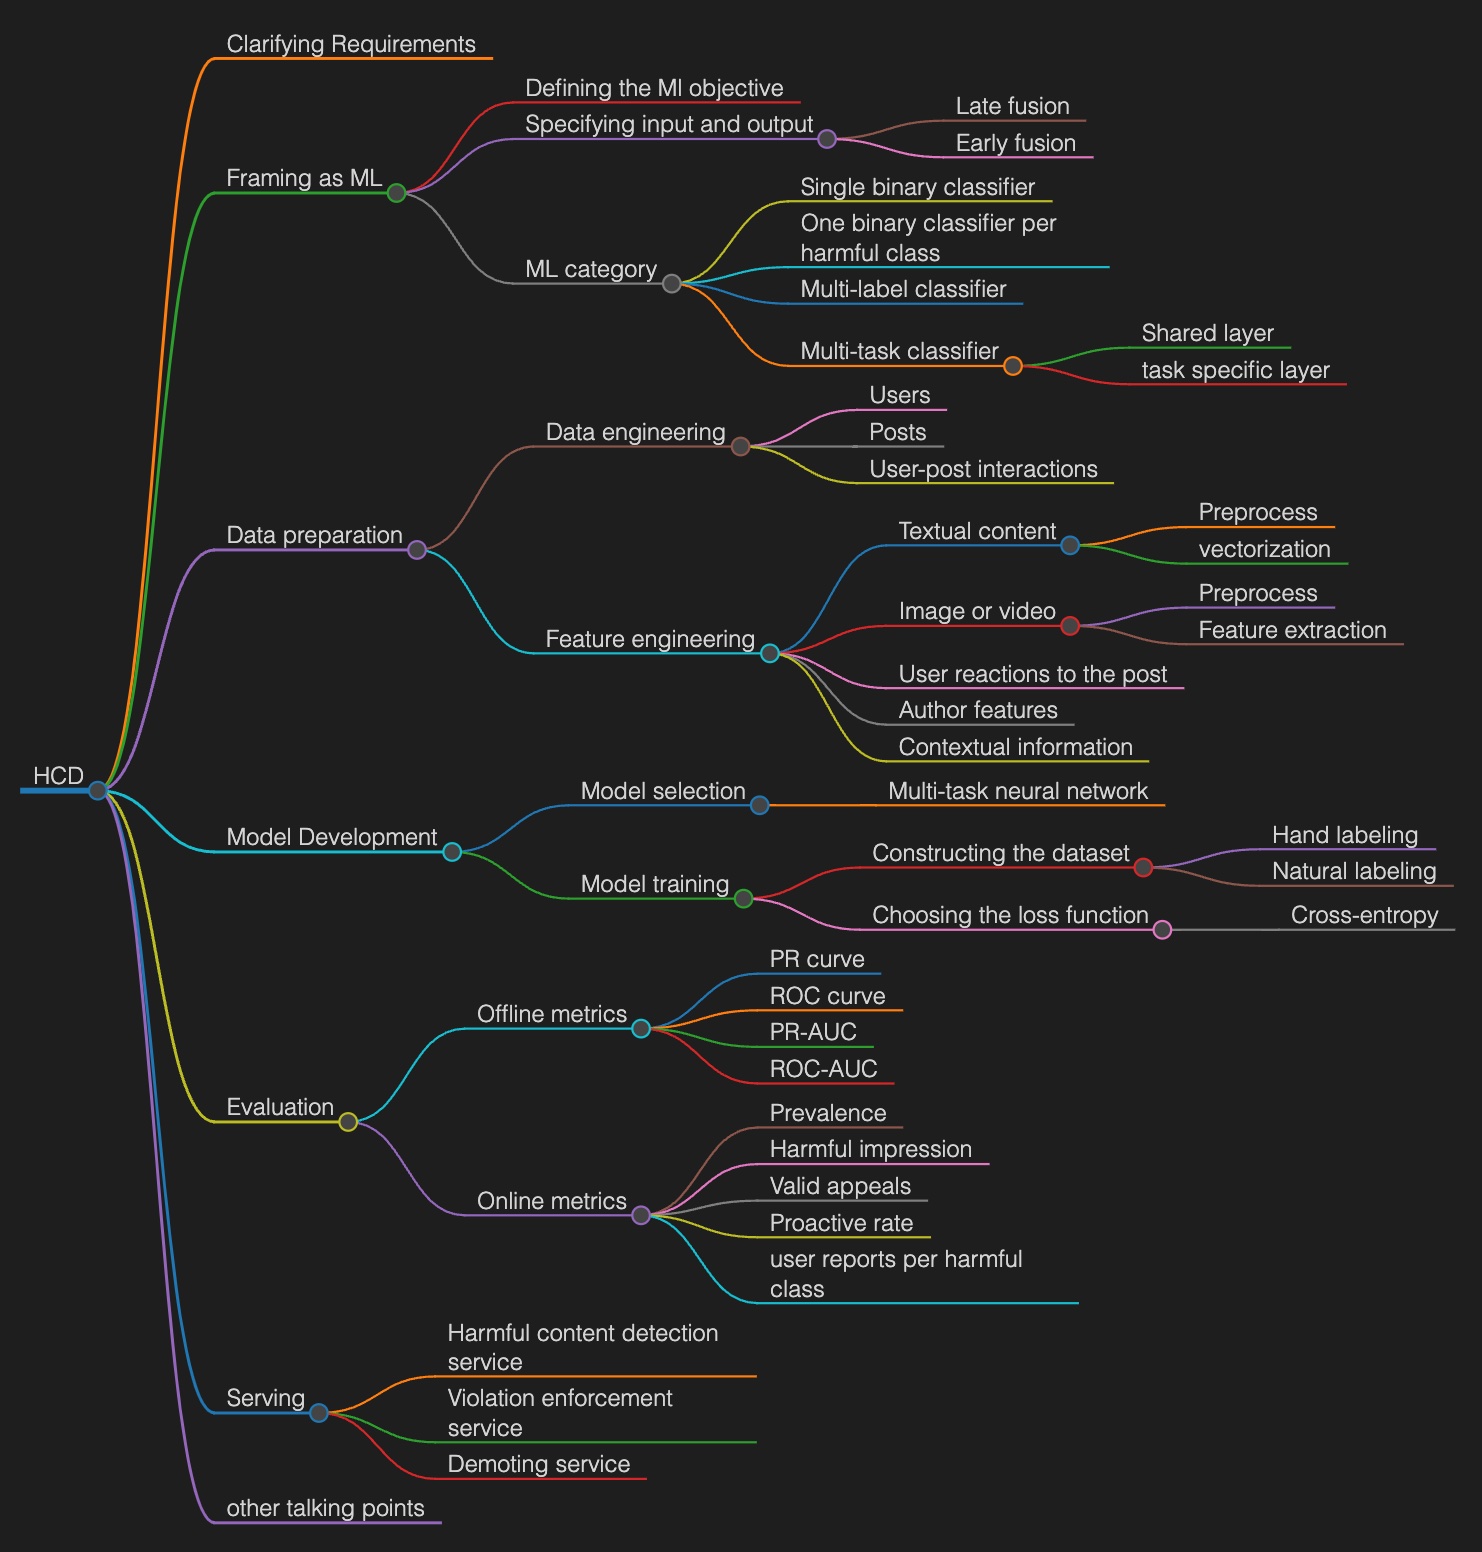 Clarifying Requirements
Defining the Ml objective
Late fusion
Specifying input and output
Early fusion
Framing as ML
Single binary classifier
One binary classifier per
harmful class
ML category
Multi-label classifier
Shared layer
Multi-task classifier
task specific layer
Users
Data engineering
Posts
User-post interactions
Preprocess
Textual content
vectorization
Data preparation
Preprocess
Image or video
Feature extraction
Feature engineering
User reactions to the post
Author features
Contextual information
HCD
Model selection
Multi-task neural network
Model Development
Hand labeling
Constructing the dataset
Natural labeling
Model training
Choosing the loss function
Cross-entropy
PR curve
ROC curve
Offline metrics
PR-AUC
ROC-AUC
Evaluation
Prevalence
Harmful impression
Valid appeals
Online metrics
Proactive rate
user reports per harmful
class
Harmful content detection
service
Serving
Violation enforcement
service
Demoting service
other talking points